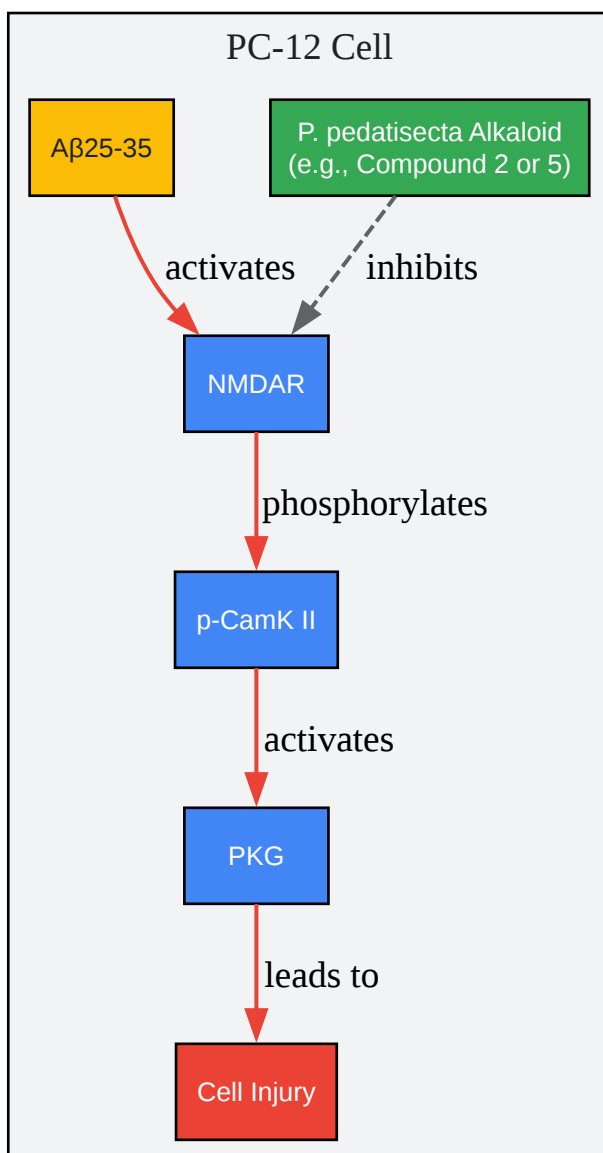 PC-12 Cell
Aβ25-35
P. pedatisecta Alkaloid
(e.g., Compound 2 or 5)
activates
inhibits
NMDAR
phosphorylates
p-CamK II
activates
PKG
leads to
Cell Injury